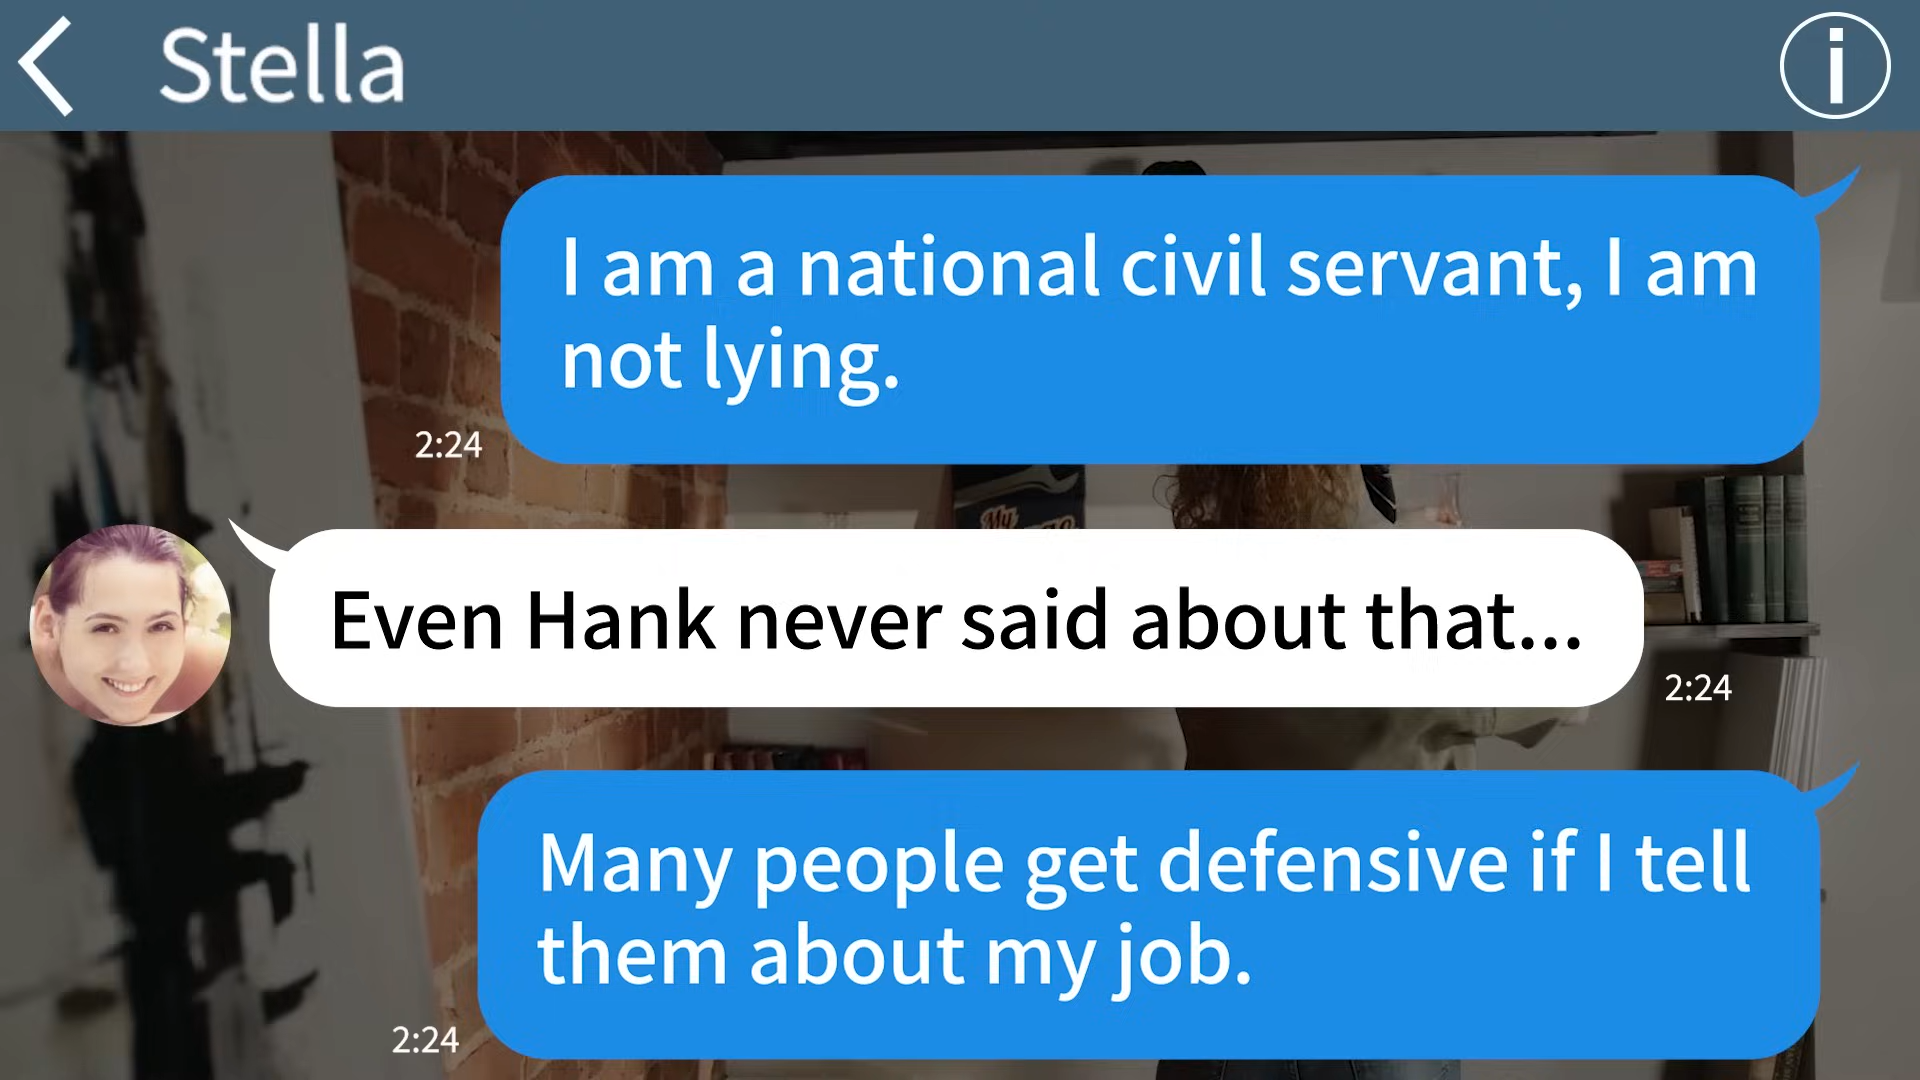 Stella
I am a national civil servant, I am
not lying.
2:24
My
Even Hank never said about that...
2:24
Many people get defensive if I tell
them about my job.
2:24